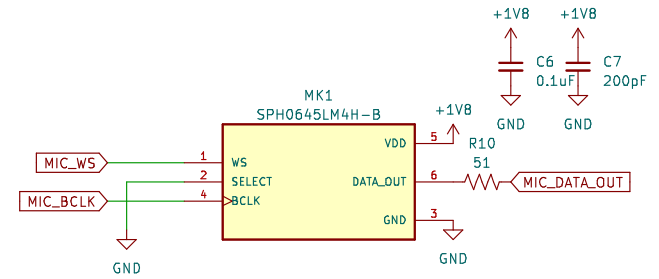 +1V8
+1V8
C6
0.1uF
C7
200pF
GND
GND
MK1
SPH0645LM4H-B
+1V8
VDD
5
R10
51
MIC_WS
1
WS
2
SELECT
DATA_OUT
6
MIC_DATA_OUT
MIC_BCLK
4
BCLK
GND
3
GND
GND